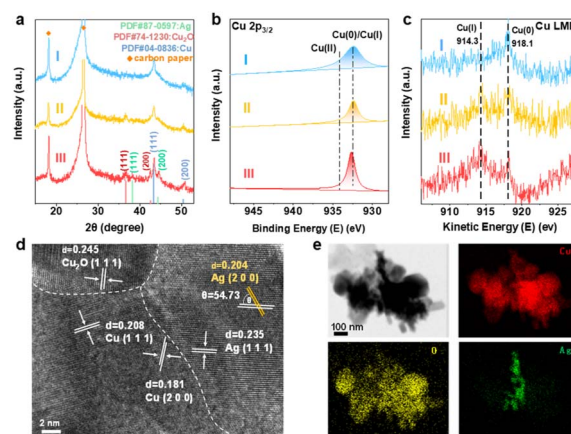 a
PDF#87-0597:Ag
PDF#74-1230:Cu₂O
PDF#04-0836:Cu
carbon paper
I
II
III
(111)
(111)
(111)
(200)
(200)
(200)
Intensity (a.u.)
20 30 40 50
2θ (degree)
b
Cu 2p3/2
Cu(0)/Cu(I)
Cu(II)
I
II
III
Intensity (a.u.)
945 940 935 930
Binding Energy (E) (eV)
c
Cu LM
Cu(I)
914.3
Cu(0)
918.1
I
II
III
Intensity (a.u.)
910 915 920 925
Kinetic Energy (E) (eV)
d
d=0.245
Cu₂O (1 1 1)
d=0.204
Ag (2 0 0)
θ=54.73
θ
d=0.208
Cu (1 1 1)
d=0.235
Ag (1 1 1)
d=0.181
Cu (2 0 0)
2 nm
e
100 nm
Cu
O
Ag